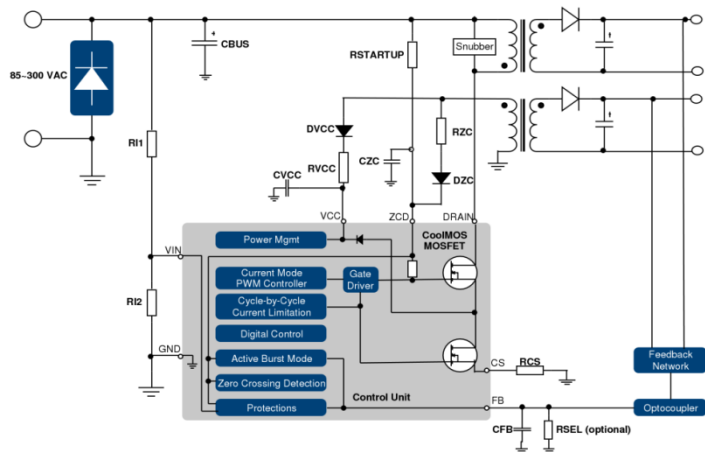 CBUS
RSTARTUP
Snubber
85~300 VAC
DVCC
RZC
RI1
RVCC
CZC
CVCC
DZC
VCC
ZCD
DRAIN
CoolMOS
MOSFET
Power Mgmt
VIN
Current Mode
PWM Controller
Gate
Driver
Cycle-by-Cycle
Current Limitation
RI2
Digital Control
GND
Active Burst Mode
CS
RCS
Feedback
Network
Zero Crossing Detection
Control Unit
FB
Protections
Optocoupler
CFB
RSEL (optional)